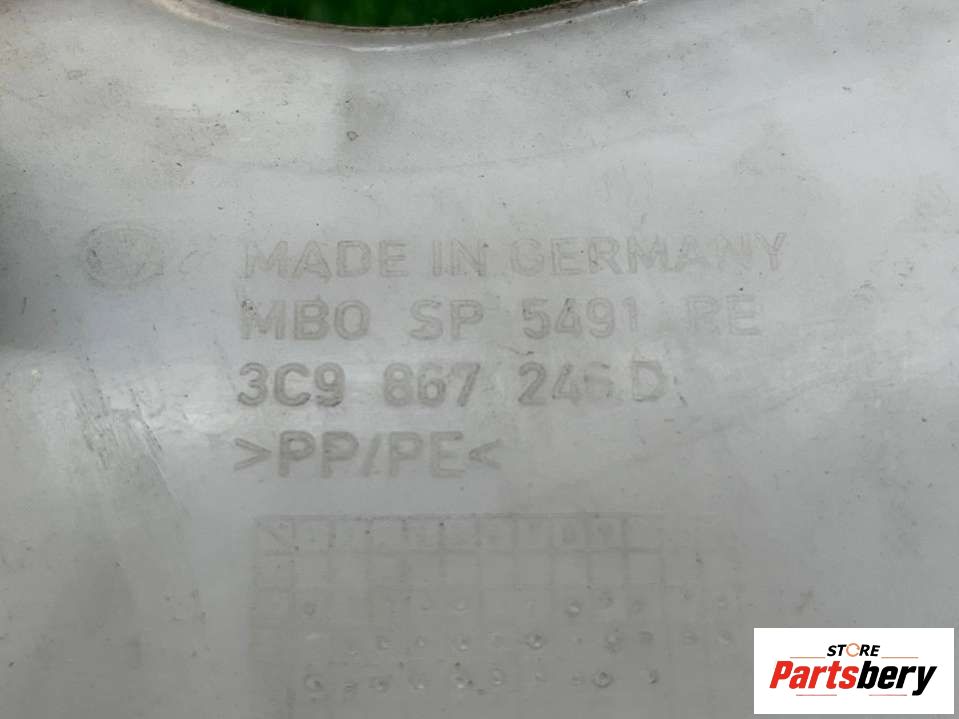 MADE IN GERMANY
MBO SP 5491 RE
3C9 867 246 D
>PP/PE<
STORE
Partsbery